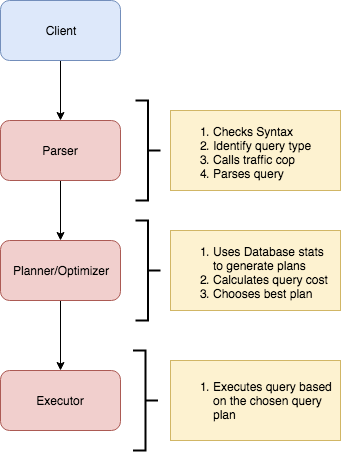 Client
Parser
1. Checks Syntax
2. Identify query type
3. Calls traffic cop
4. Parses query
Planner/Optimizer
1. Uses Database stats
to generate plans
2. Calculates query cost
3. Chooses best plan
Executor
1. Executes query based
on the chosen query
plan